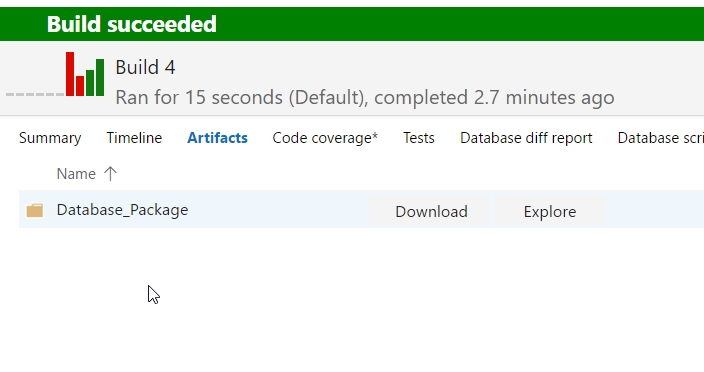 Build succeeded
Build 4
Ran for 15 seconds (Default), completed 2.7 minutes ago
Summary Timeline Artifacts Code coverage* Tests Database diff report Database scri
Name ↑
Database_Package Download Explore